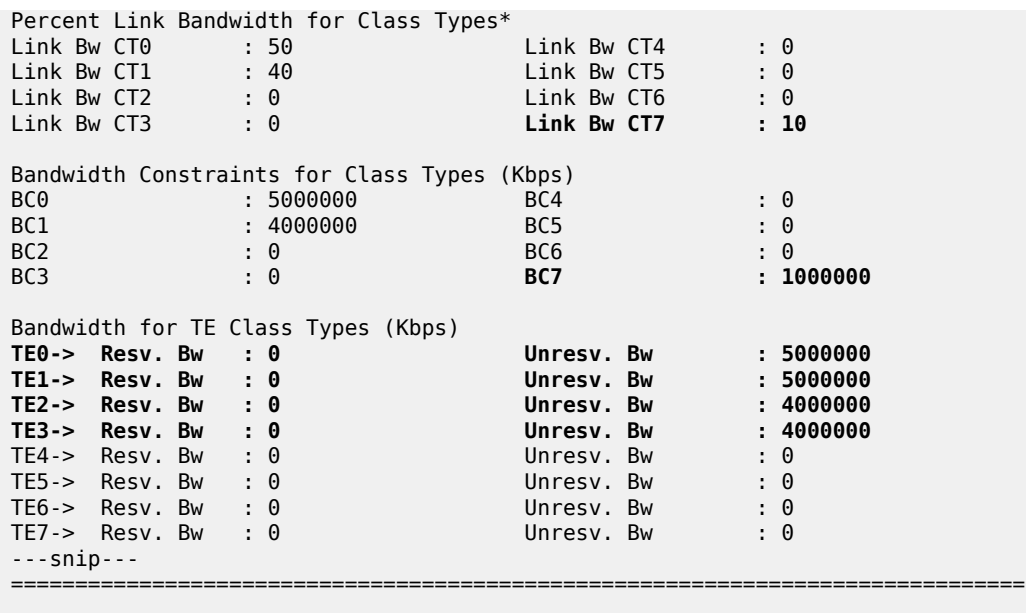 Percent Link Bandwidth for Class Types*
Link Bw CT0       : 50                  Link Bw CT4       : 0
Link Bw CT1       : 40                  Link Bw CT5       : 0
Link Bw CT2       : 0                   Link Bw CT6       : 0
Link Bw CT3       : 0                   Link Bw CT7       : 10
Bandwidth Constraints for Class Types (Kbps)
BC0               : 5000000             BC4               : 0
BC1               : 4000000             BC5               : 0
BC2               : 0                   BC6               : 0
BC3               : 0                   BC7               : 1000000
Bandwidth for TE Class Types (Kbps)
TE0->  Resv. Bw   : 0                   Unresv. Bw        : 5000000
TE1->  Resv. Bw   : 0                   Unresv. Bw        : 5000000
TE2->  Resv. Bw   : 0                   Unresv. Bw        : 4000000
TE3->  Resv. Bw   : 0                   Unresv. Bw        : 4000000
TE4->  Resv. Bw   : 0                   Unresv. Bw        : 0
TE5->  Resv. Bw   : 0                   Unresv. Bw        : 0
TE6->  Resv. Bw   : 0                   Unresv. Bw        : 0
TE7->  Resv. Bw   : 0                   Unresv. Bw        : 0
---snip---
===============================================================================